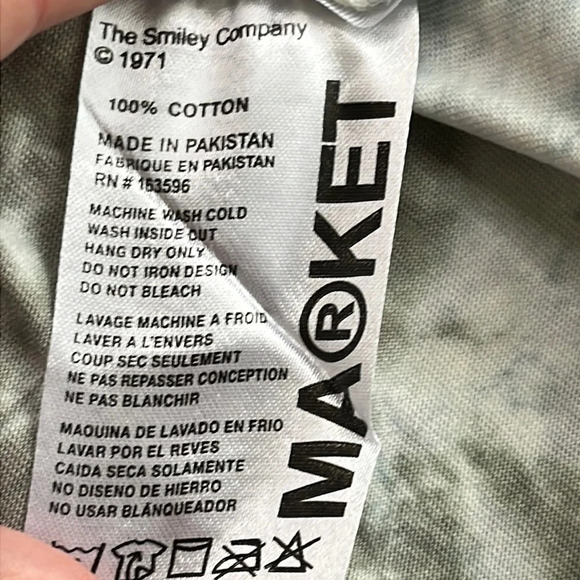 The Smiley Company
© 1971
100% COTTON
MADE IN PAKISTAN
FABRIQUE EN PAKISTAN
RN # 163596
MACHINE WASH COLD
WASH INSIDE OUT
HANG DRY ONLY
DO NOT IRON DESIGN
DO NOT BLEACH
LAVAGE MACHINE A FROID
LAVER A L'ENVERS
COUP SEC SEULEMENT
NE PAS REPASSER CONCEPTION
NE PAS BLANCHIR
MAQUINA DE LAVADO EN FRIO
LAVAR POR EL REVES
CAIDA SECA SOLAMENTE
NO DISENO DE HIERRO
NO USAR BLANQUEADOR
MA®KET